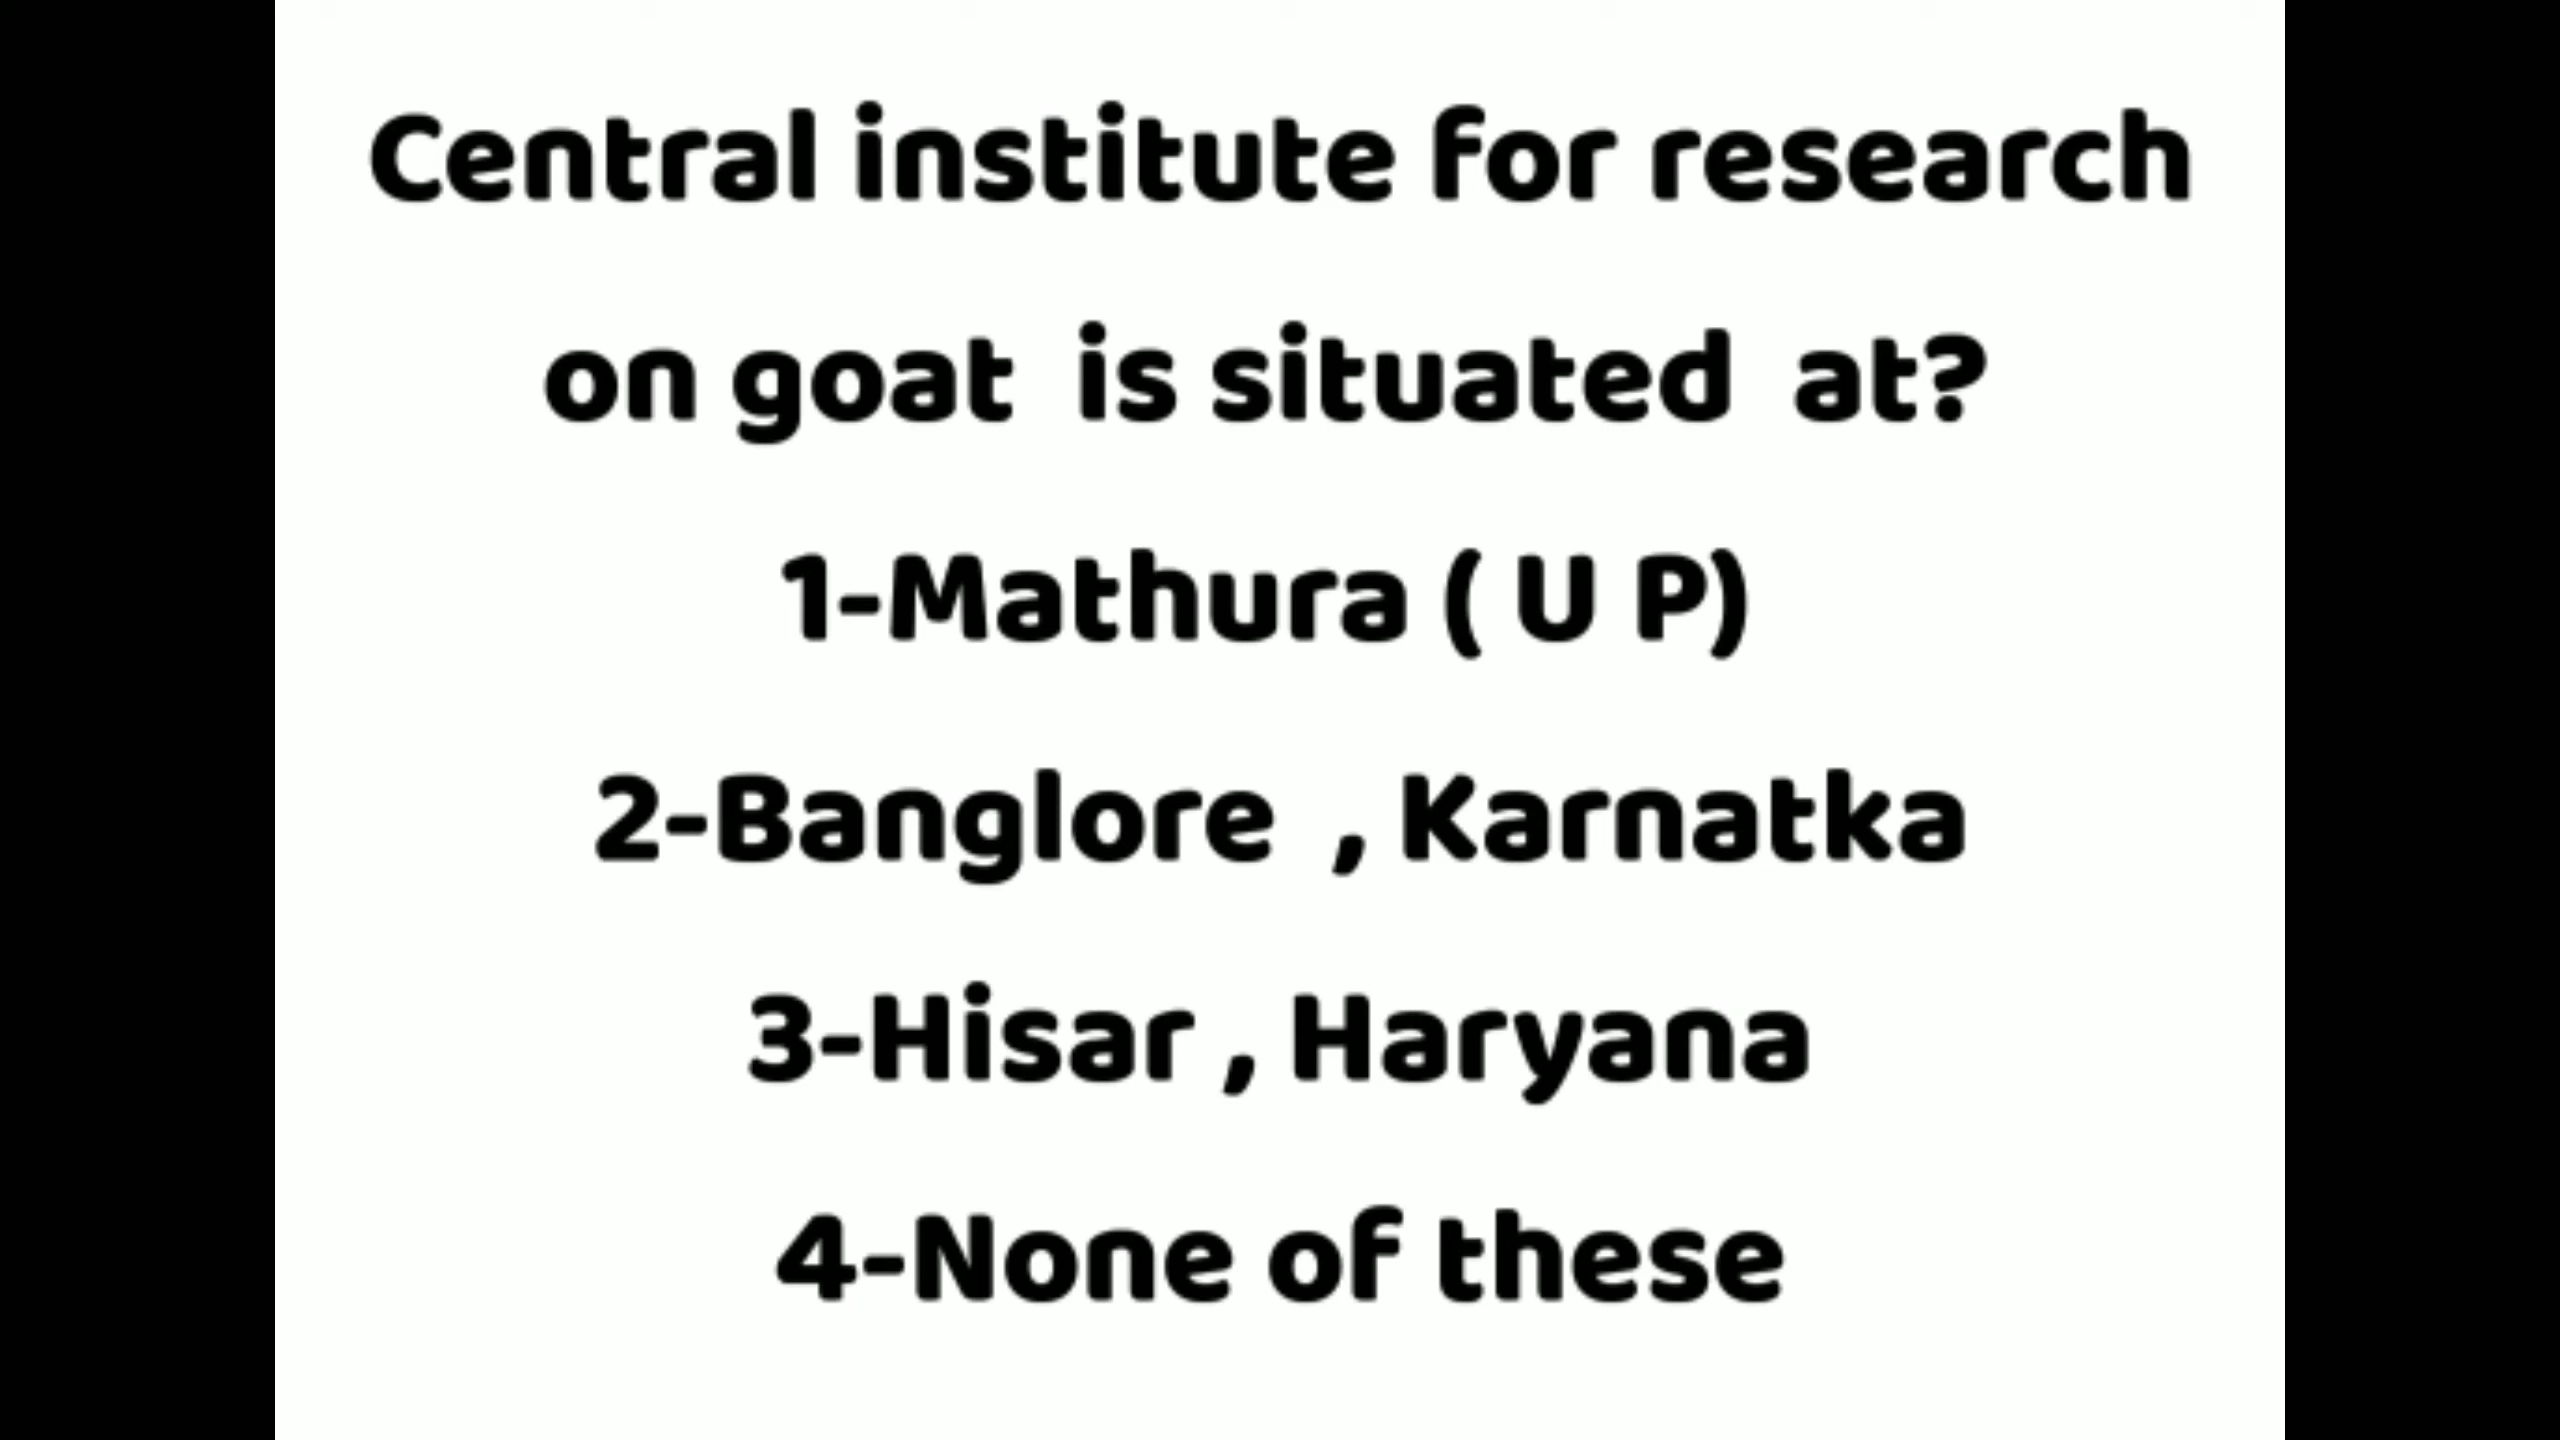 Central institute for research
on goat is situated at?
1-Mathura ( U P)
2-Banglore , Karnatka
3-Hisar , Haryana
4-None of these